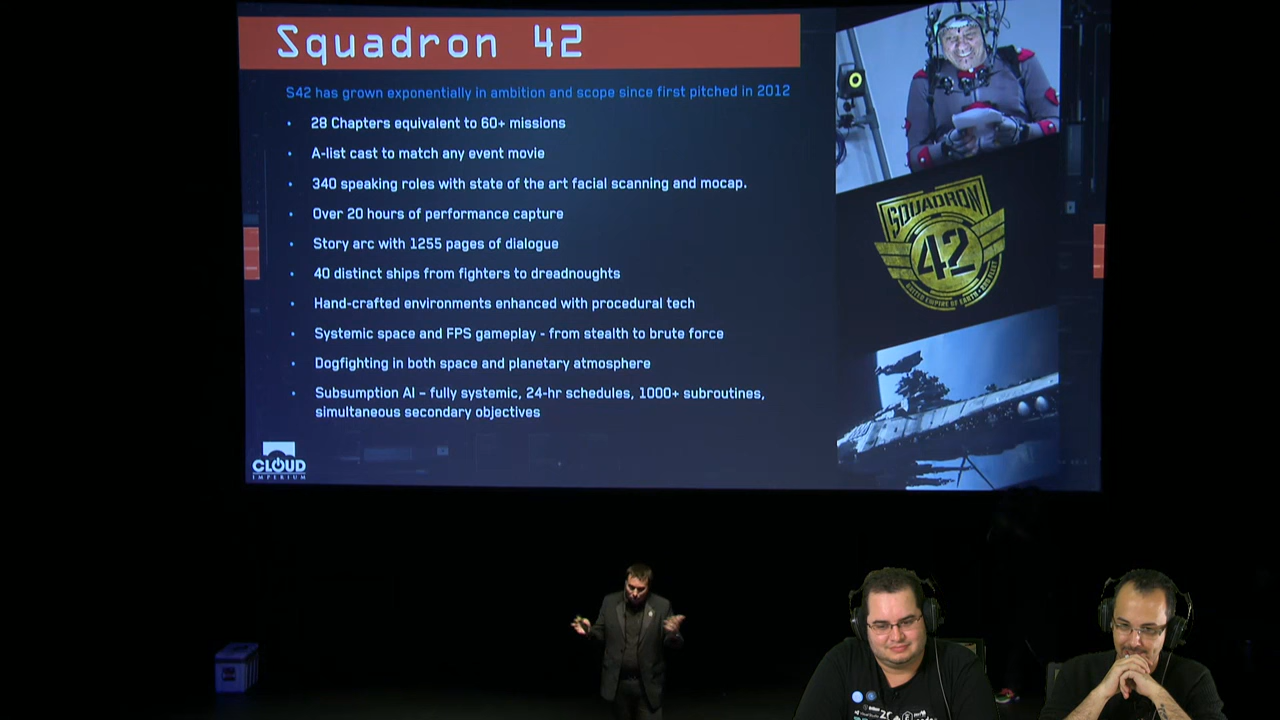 Squadron 42
S42 has grown exponentially in ambition and scope since first pitched in 2012
• 28 Chapters equivalent to 60+ missions
• A-list cast to match any event movie
• 340 speaking roles with state of the art facial scanning and mocap.
• Over 20 hours of performance capture
• Story arc with 1255 pages of dialogue
• 40 distinct ships from fighters to dreadnoughts
• Hand-crafted environments enhanced with procedural tech
• Systemic space and FPS gameplay - from stealth to brute force
• Dogfighting in both space and planetary atmosphere
• Subsumption AI – fully systemic, 24-hr schedules, 1000+ subroutines,
simultaneous secondary objectives
SQUADRON
42
UNITED EMPIRE OF EARTH
CLOUD
IMPERIUM